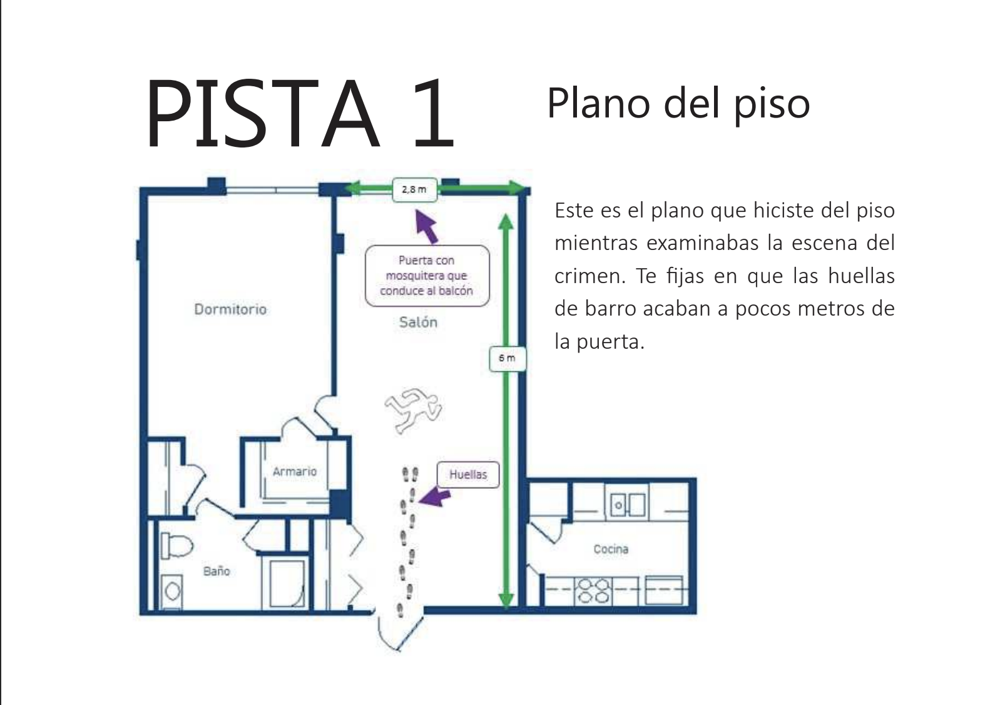 PISTA 1
Plano del piso
2,8 m
Puerta con
mosquitera que
conduce al balcón
Dormitorio
Salón
6 m
Armario
Huellas
Baño
Cocina
Este es el plano que hiciste del piso
mientras examinabas la escena del
crimen. Te fijas en que las huellas
de barro acaban a pocos metros de
la puerta.